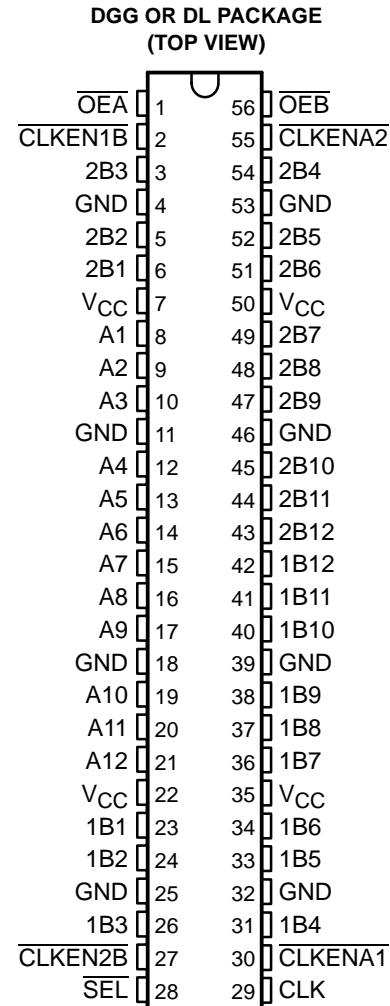 DGG OR DL PACKAGE
(TOP VIEW)
OEA 1 56 OEB
CLKEN1B 2 55 CLKENA2
2B3 3 54 2B4
GND 4 53 GND
2B2 5 52 2B5
2B1 6 51 2B6
VCC 7 50 VCC
A1 8 49 2B7
A2 9 48 2B8
A3 10 47 2B9
GND 11 46 GND
A4 12 45 2B10
A5 13 44 2B11
A6 14 43 2B12
A7 15 42 1B12
A8 16 41 1B11
A9 17 40 1B10
GND 18 39 GND
A10 19 38 1B9
A11 20 37 1B8
A12 21 36 1B7
VCC 22 35 VCC
1B1 23 34 1B6
1B2 24 33 1B5
GND 25 32 GND
1B3 26 31 1B4
CLKEN2B 27 30 CLKENA1
SEL 28 29 CLK